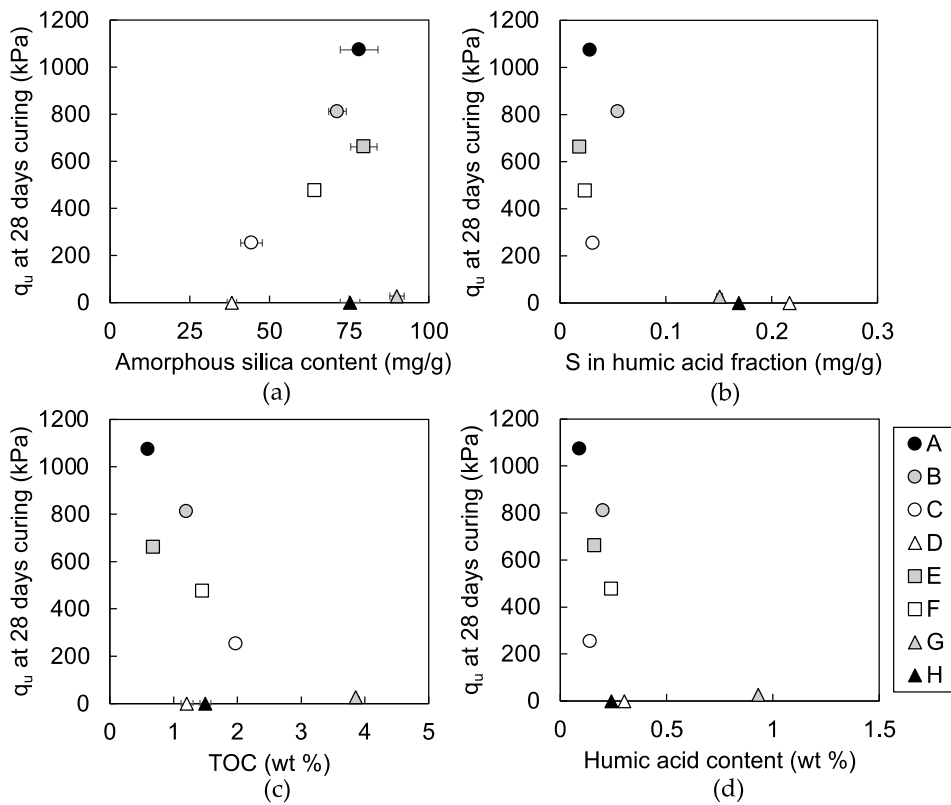 1200
1000
800
600
400
200
0
qu at 28 days curing (kPa)
0 25 50 75 100
Amorphous silica content (mg/g)
(a)
1200
1000
800
600
400
200
0
qu at 28 days curing (kPa)
0 0.1 0.2 0.3
S in humic acid fraction (mg/g)
(b)
1200
1000
800
600
400
200
0
qu at 28 days curing (kPa)
0 1 2 3 4 5
TOC (wt %)
(c)
1200
1000
800
600
400
200
0
qu at 28 days curing (kPa)
0 0.5 1 1.5
Humic acid content (wt %)
(d)
A
B
C
D
E
F
G
H